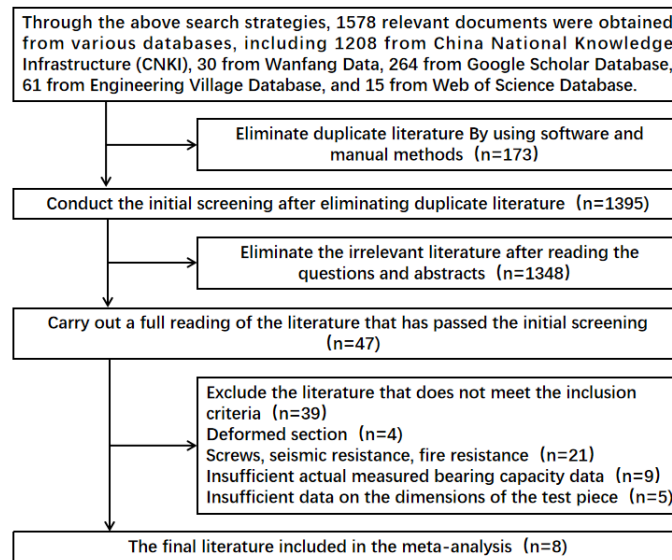 Through the above search strategies, 1578 relevant documents were obtained
from various databases, including 1208 from China National Knowledge
Infrastructure (CNKI), 30 from Wanfang Data, 264 from Google Scholar Database,
61 from Engineering Village Database, and 15 from Web of Science Database.
Eliminate duplicate literature By using software and
manual methods (n=173)
Conduct the initial screening after eliminating duplicate literature (n=1395)
Eliminate the irrelevant literature after reading the
questions and abstracts (n=1348)
Carry out a full reading of the literature that has passed the initial screening
(n=47)
Exclude the literature that does not meet the inclusion
criteria (n=39)
Deformed section (n=4)
Screws, seismic resistance, fire resistance (n=21)
Insufficient actual measured bearing capacity data (n=9)
Insufficient data on the dimensions of the test piece (n=5)
The final literature included in the meta-analysis (n=8)